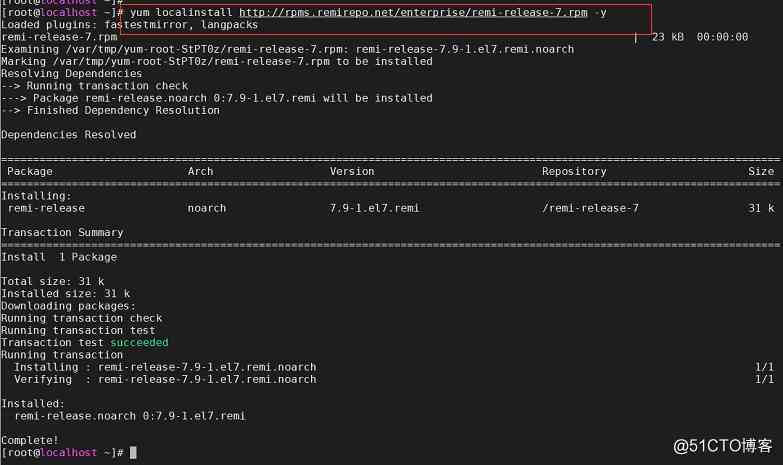 [root@localhost ~]#
[root@localhost ~]# yum localinstall http://rpms.remirepo.net/enterprise/remi-release-7.rpm -y
Loaded plugins: fastestmirror, langpacks
remi-release-7.rpm | 23 kB 00:00:00
Examining /var/tmp/yum-root-StPT0z/remi-release-7.rpm: remi-release-7.9-1.el7.remi.noarch
Marking /var/tmp/yum-root-StPT0z/remi-release-7.rpm to be installed
Resolving Dependencies
--> Running transaction check
---> Package remi-release.noarch 0:7.9-1.el7.remi will be installed
--> Finished Dependency Resolution
Dependencies Resolved
Package Arch Version Repository Size
Installing:
remi-release noarch 7.9-1.el7.remi /remi-release-7 31 k
Transaction Summary
Install 1 Package
Total size: 31 k
Installed size: 31 k
Downloading packages:
Running transaction check
Running transaction test
Transaction test succeeded
Running transaction
Installing : remi-release-7.9-1.el7.remi.noarch 1/1
Verifying : remi-release-7.9-1.el7.remi.noarch 1/1
Installed:
remi-release.noarch 0:7.9-1.el7.remi
Complete!
[root@localhost ~]#
@51CTO博客